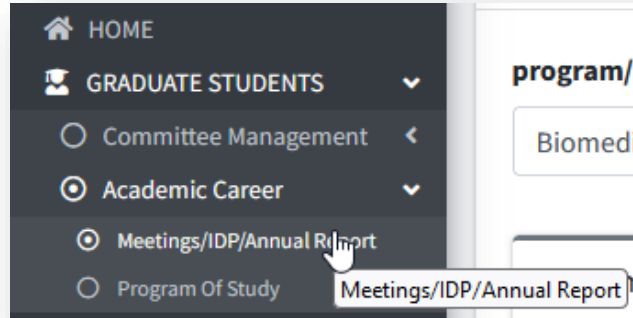 HOME
GRADUATE STUDENTS
program/
Committee Management
Biomedi
Academic Career
Meetings/IDP/Annual Report
Program Of Study
Meetings/IDP/Annual Report